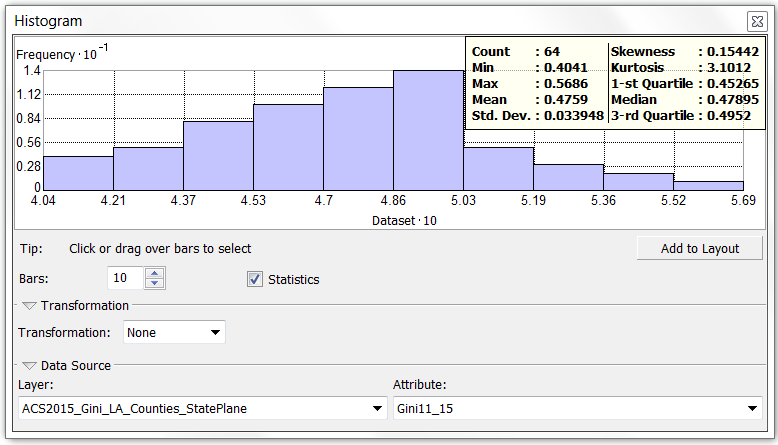 Histogram
Frequency · 10 -1
Count : 64 Skewness : 0.15442
Min : 0.4041 Kurtosis : 3.1012
Max : 0.5686 1-st Quartile : 0.45265
Mean : 0.4759 Median : 0.47895
Std. Dev. : 0.033948 3-rd Quartile : 0.4952
1.4
1.12
0.84
0.56
0.28
0
4.04 4.21 4.37 4.53 4.7 4.86 5.03 5.19 5.36 5.52 5.69
Dataset · 10
Tip: Click or drag over bars to select
Add to Layout
Bars: 10 Statistics
Transformation
Transformation: None
Data Source
Layer: Attribute:
ACS2015_Gini_LA_Counties_StatePlane Gini11_15